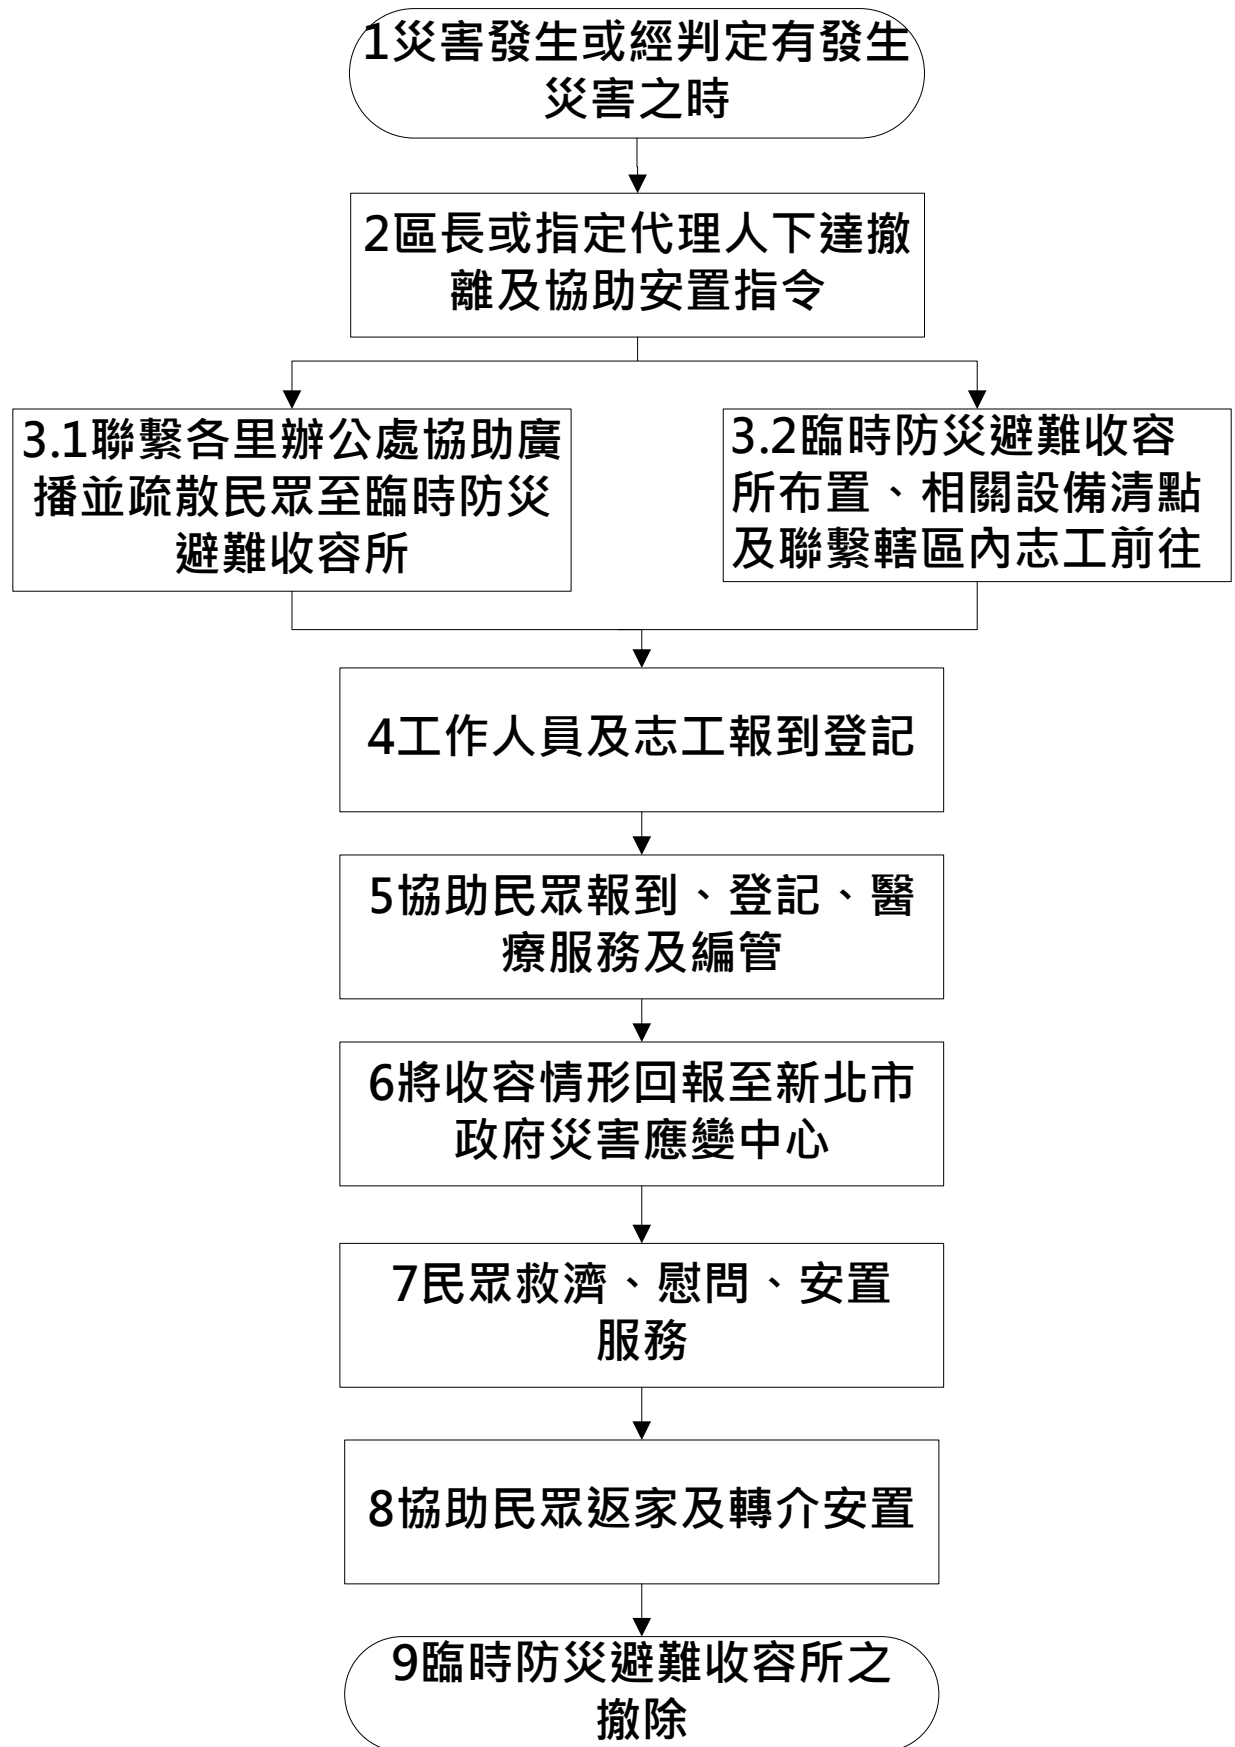 1災害發生或經判定有發生
災害之時
2區長或指定代理人下達撤
離及協助安置指令
3.1聯繫各里辦公處協助廣
播並疏散民眾至臨時防災
避難收容所
3.2臨時防災避難收容
所布置、相關設備清點
及聯繫轄區內志工前往
4工作人員及志工報到登記
5協助民眾報到、登記、醫
療服務及編管
6將收容情形回報至新北市
政府災害應變中心
7民眾救濟、慰問、安置
服務
8協助民眾返家及轉介安置
9臨時防災避難收容所之
撤除